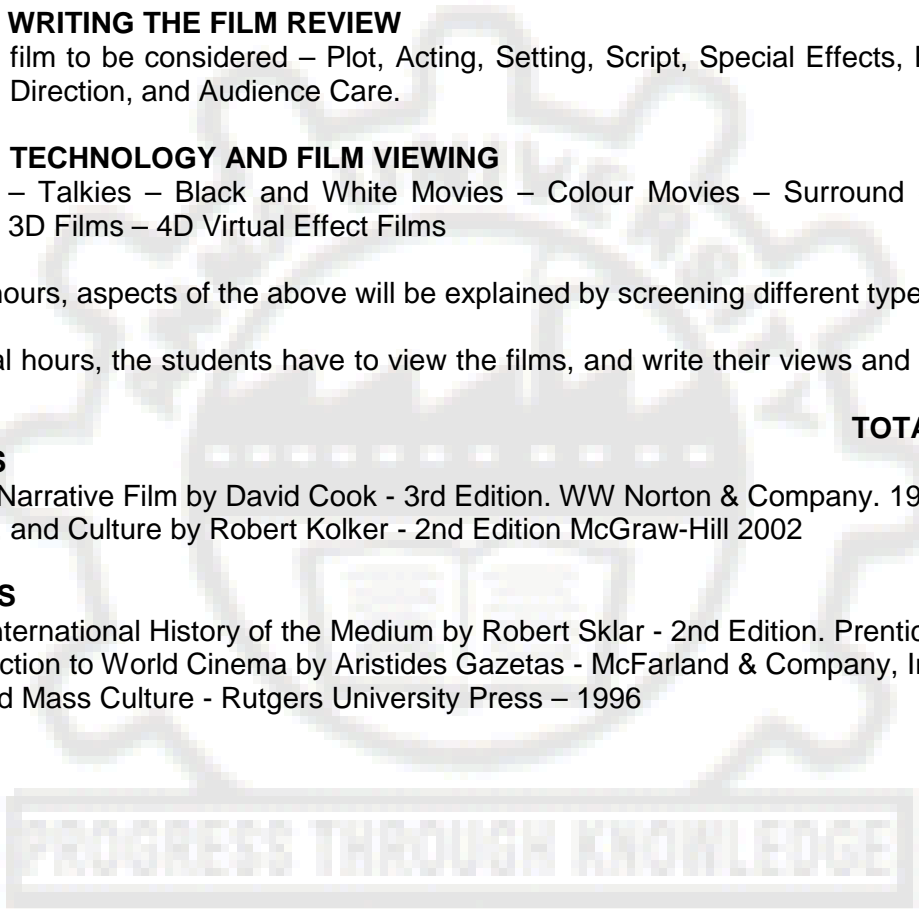 WRITING THE FILM REVIEW
film to be considered – Plot, Acting, Setting, Script, Special Effects,
Direction, and Audience Care.
TECHNOLOGY AND FILM VIEWING
– Talkies – Black and White Movies – Colour Movies – Surround
3D Films – 4D Virtual Effect Films
hours, aspects of the above will be explained by screening different type
hours, the students have to view the films, and write their views and
Narrative Film by David Cook - 3rd Edition. WW Norton & Company. 19
and Culture by Robert Kolker - 2nd Edition McGraw-Hill 2002
International History of the Medium by Robert Sklar - 2nd Edition.
to World Cinema by Aristides Gazetas - McFarland & Company,
Mass Culture - Rutgers University Press – 1996
PROGRESS THROUGH KNOWLEDGE